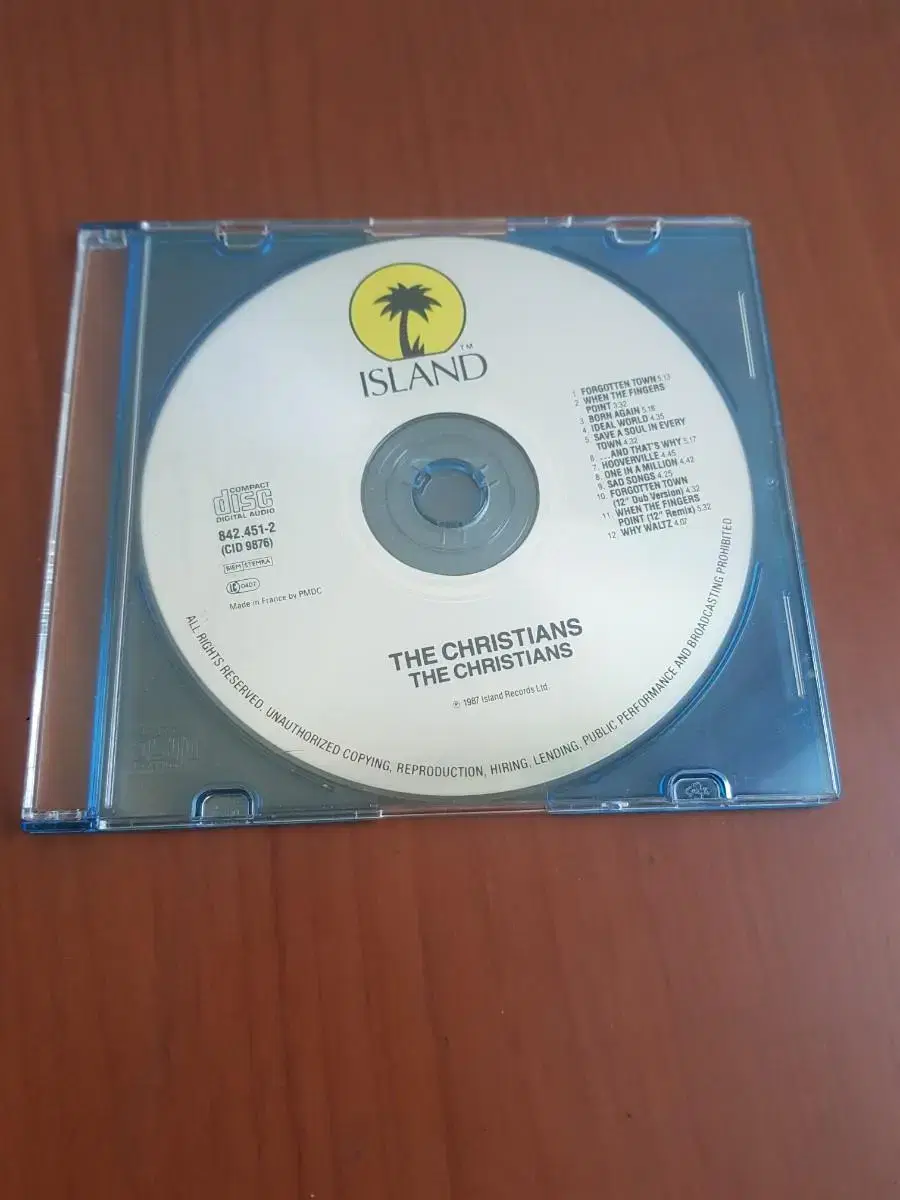 TM
ISLAND
1. FORGOTTEN TOWN 5.13
2. WHEN THE FINGERS
POINT 3.32
3. BORN AGAIN 5.18
4. IDEAL WORLD 4.35
5. SAVE A SOUL IN EVERY
TOWN 4.32
6. ...AND THAT'S WHY 5.17
7. HOOVERVILLE 4.45
8. ONE IN A MILLION 4.42
9. SAD SONGS 4.25
10. FORGOTTEN TOWN
(12" Dub Version) 4.32
11. WHEN THE FINGERS
POINT (12" Remix) 5.32
12. WHY WALTZ 4.07
COMPACT
disc
DIGITAL AUDIO
842.451-2
(CID 9876)
BIEM STEMRA
LC 0407
Made in France by PMDC
THE CHRISTIANS
THE CHRISTIANS
℗ 1987 Island Records Ltd.
ALL RIGHTS RESERVED. UNAUTHORIZED COPYING, REPRODUCTION, HIRING, LENDING, PUBLIC PERFORMANCE AND BROADCASTING PROHIBITED